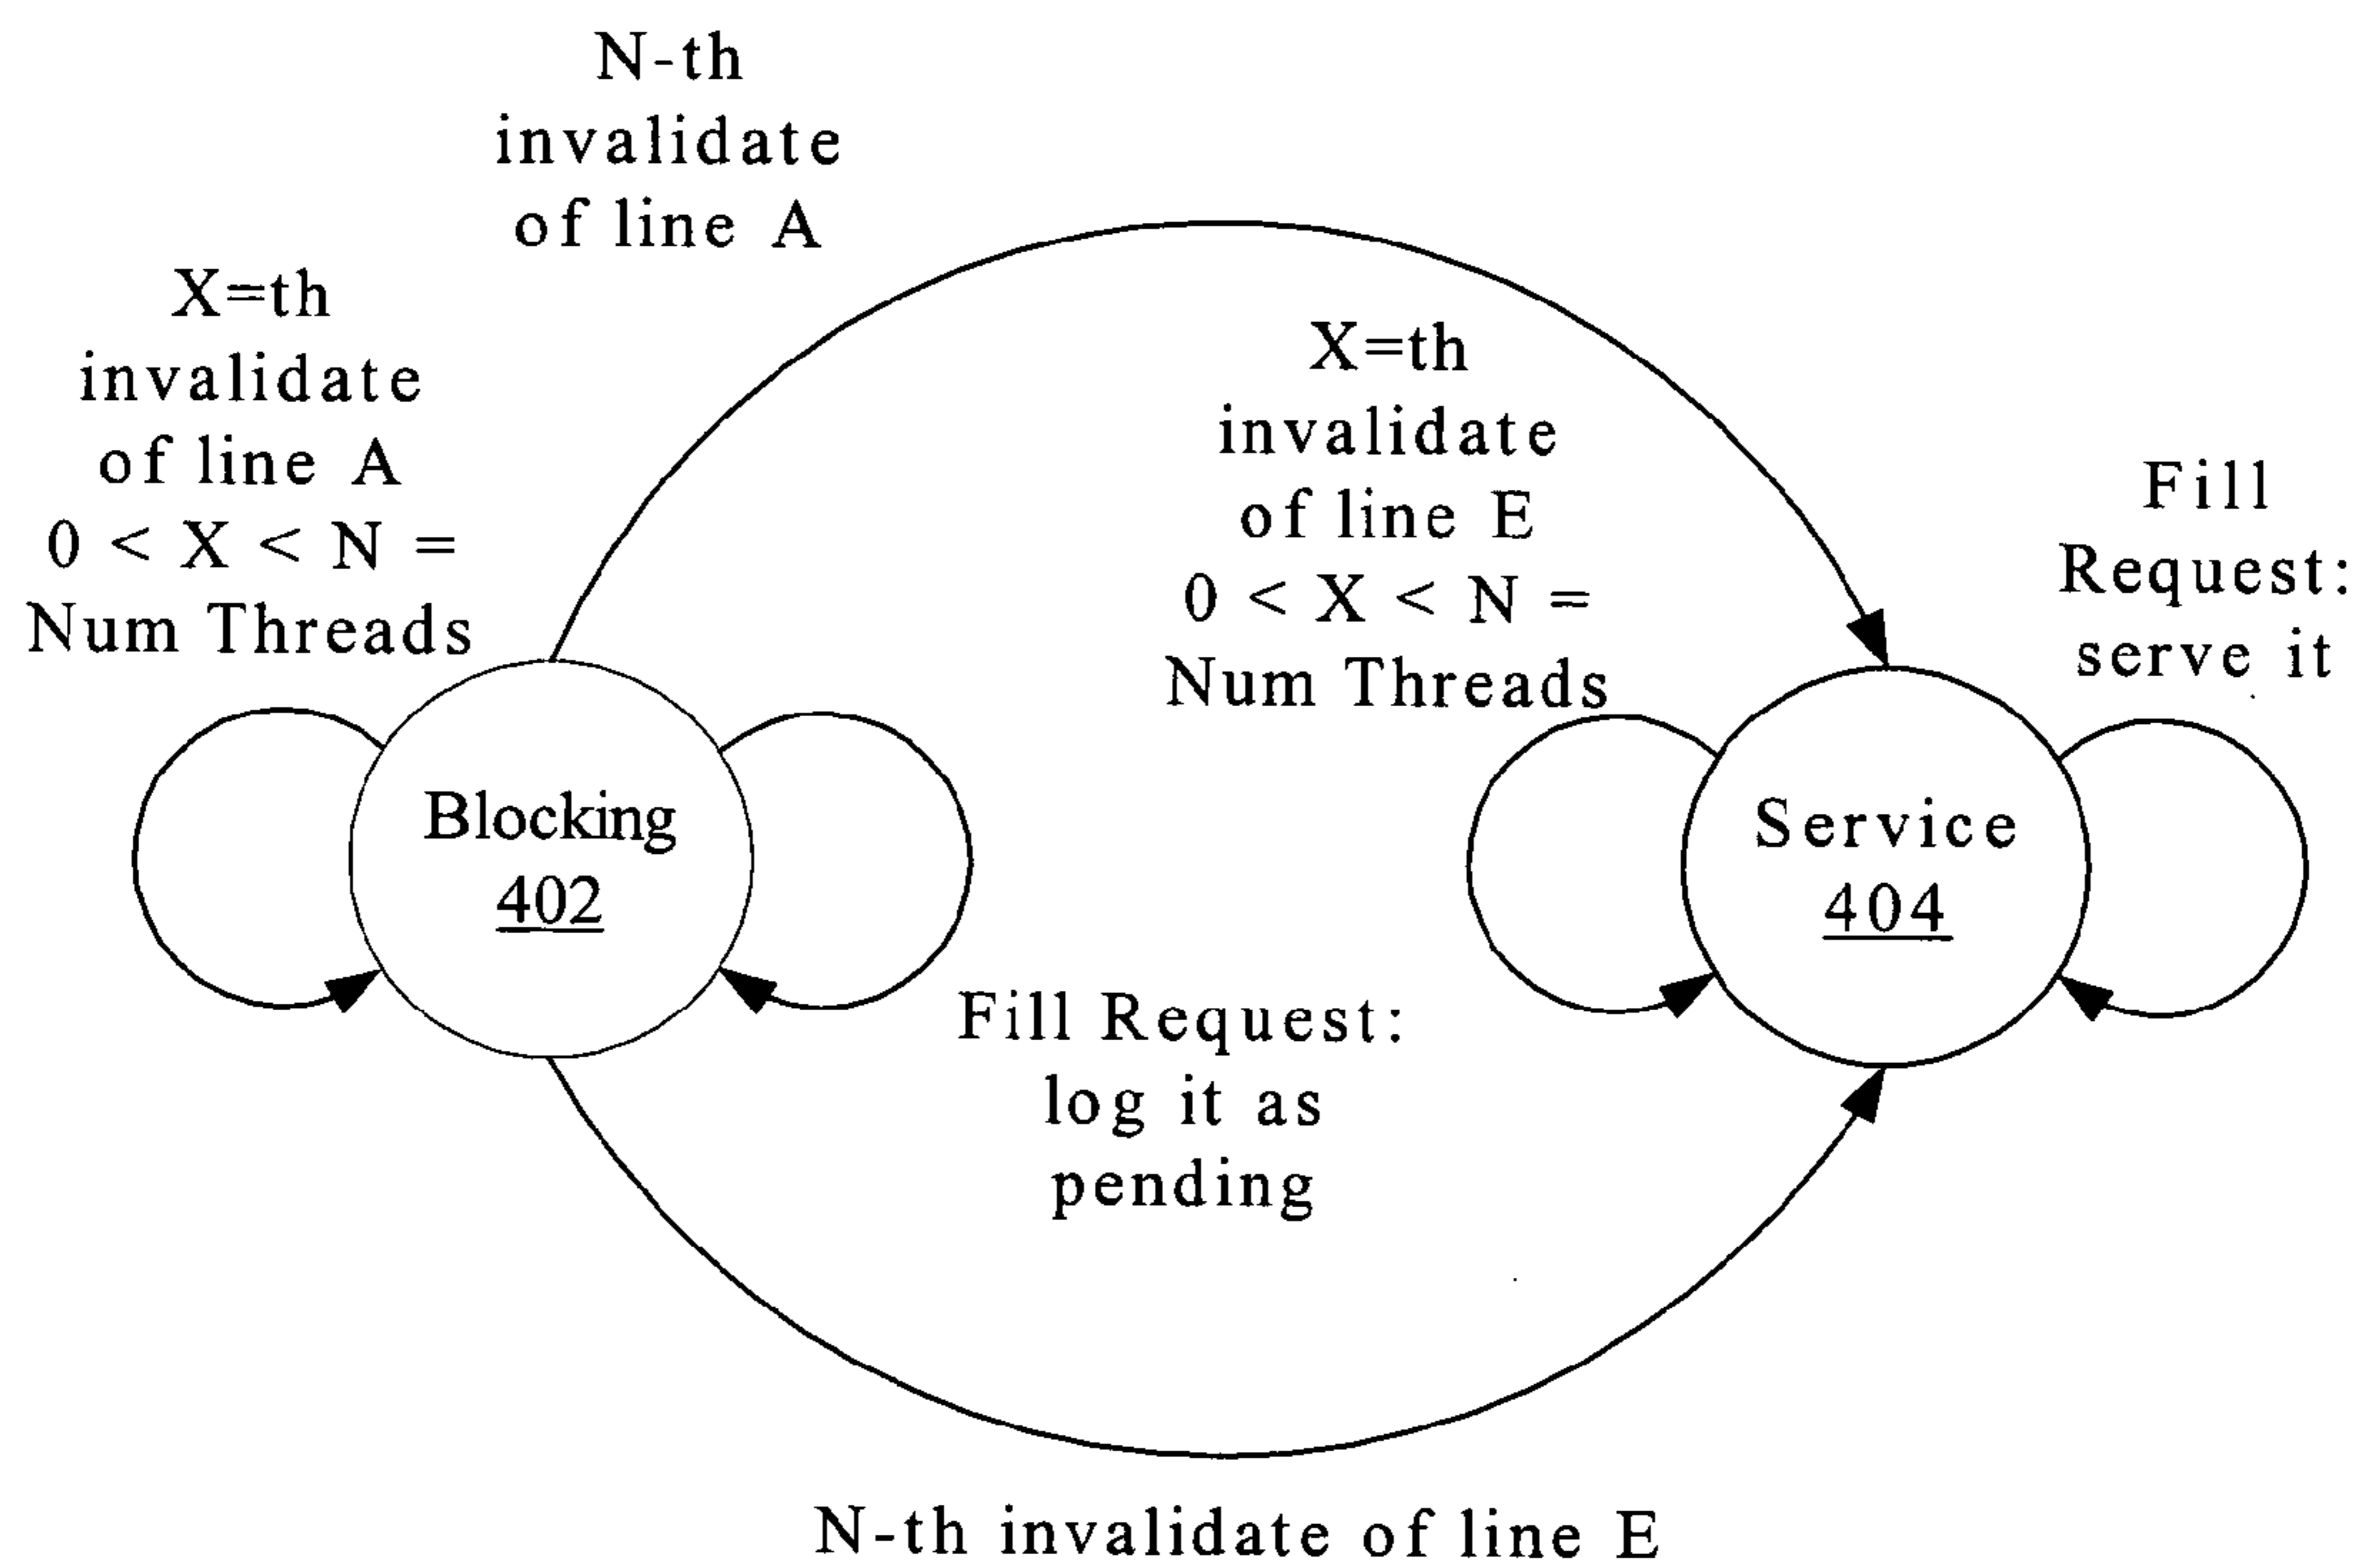 N-th
invalidate
of line A
X=th
invalidate
of line A
0 < X < N =
Num Threads
X=th
invalidate
of line E
0 < X < N =
Num Threads
Fill
Request:
serve it
Blocking
402
Service
404
Fill Request:
log it as
pending
N-th invalidate of line E